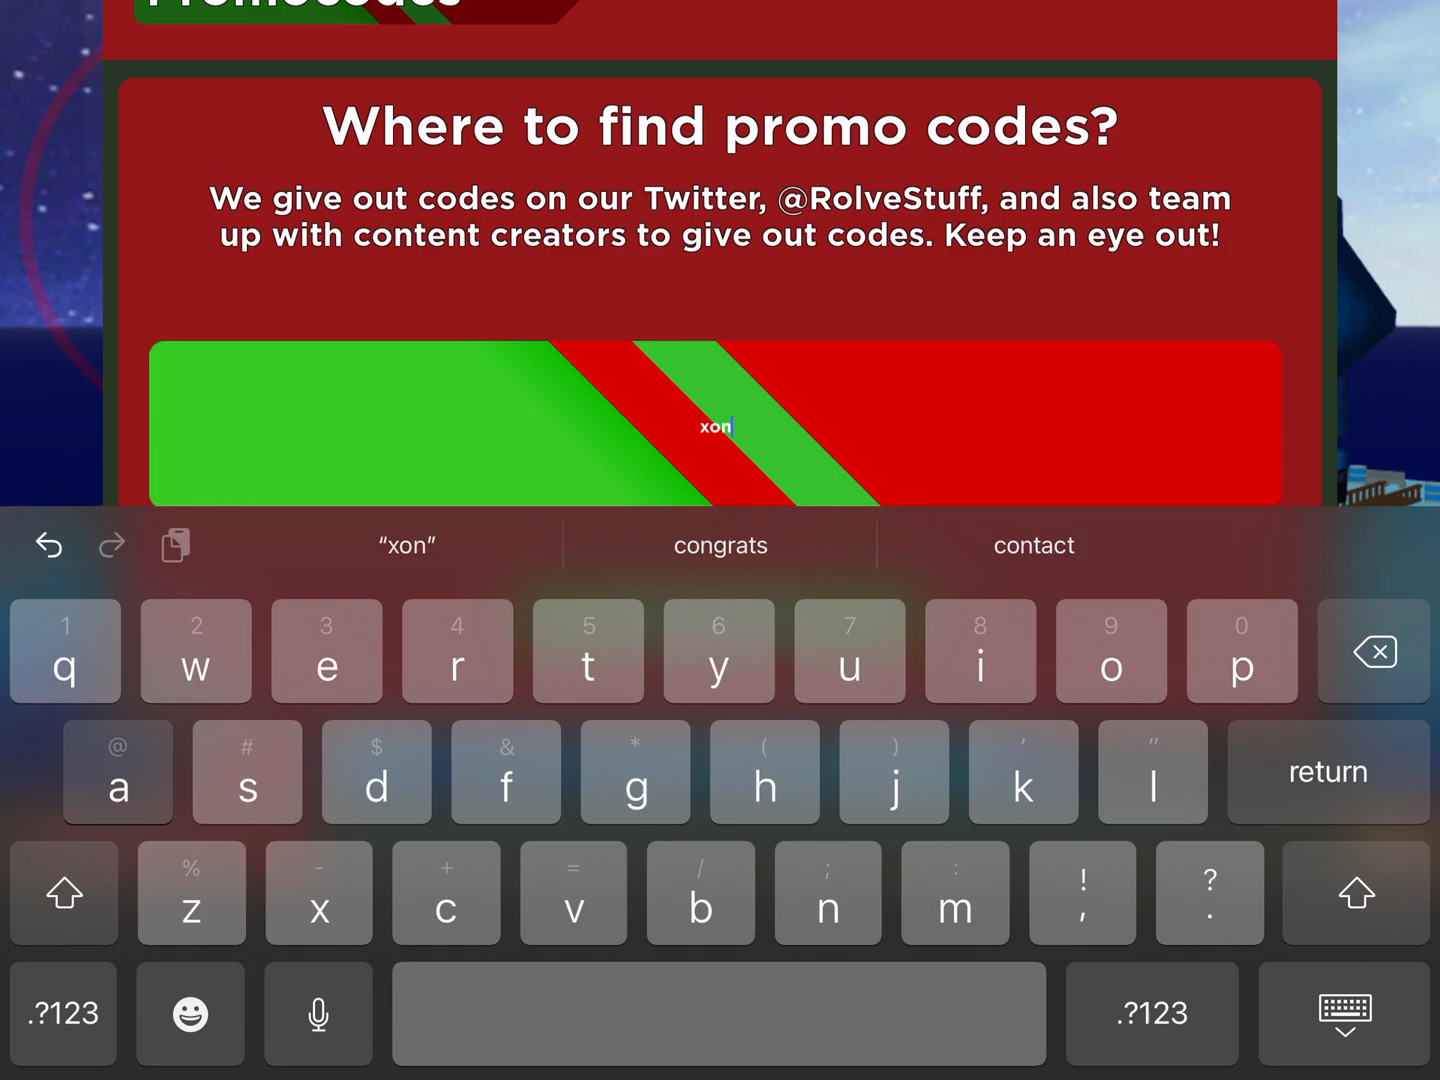 Promocodes
Where to find promo codes?
We give out codes on our Twitter, @RolveStuff, and also team
up with content creators to give out codes. Keep an eye out!
xon
“xon” congrats contact
1 2 3 4 5 6 7 8 9 0
q w e r t y u i o p
@ # $ & * ( ) ' "
a s d f g h j k l return
% - + = / ; : ! ?
z x c v b n m , .
.?123 .?123